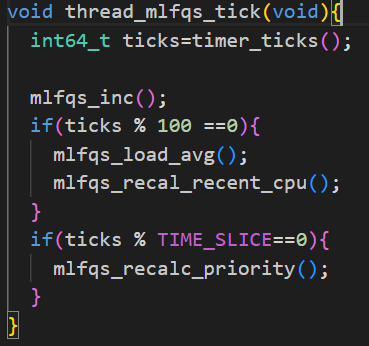 void thread_mlfqs_tick(void){
int64_t ticks=timer_ticks();
mlfqs_inc();
if(ticks % 100 ==0){
mlfqs_load_avg();
mlfqs_recal_recent_cpu();
}
if(ticks % TIME_SLICE==0){
mlfqs_recalc_priority();
}
}